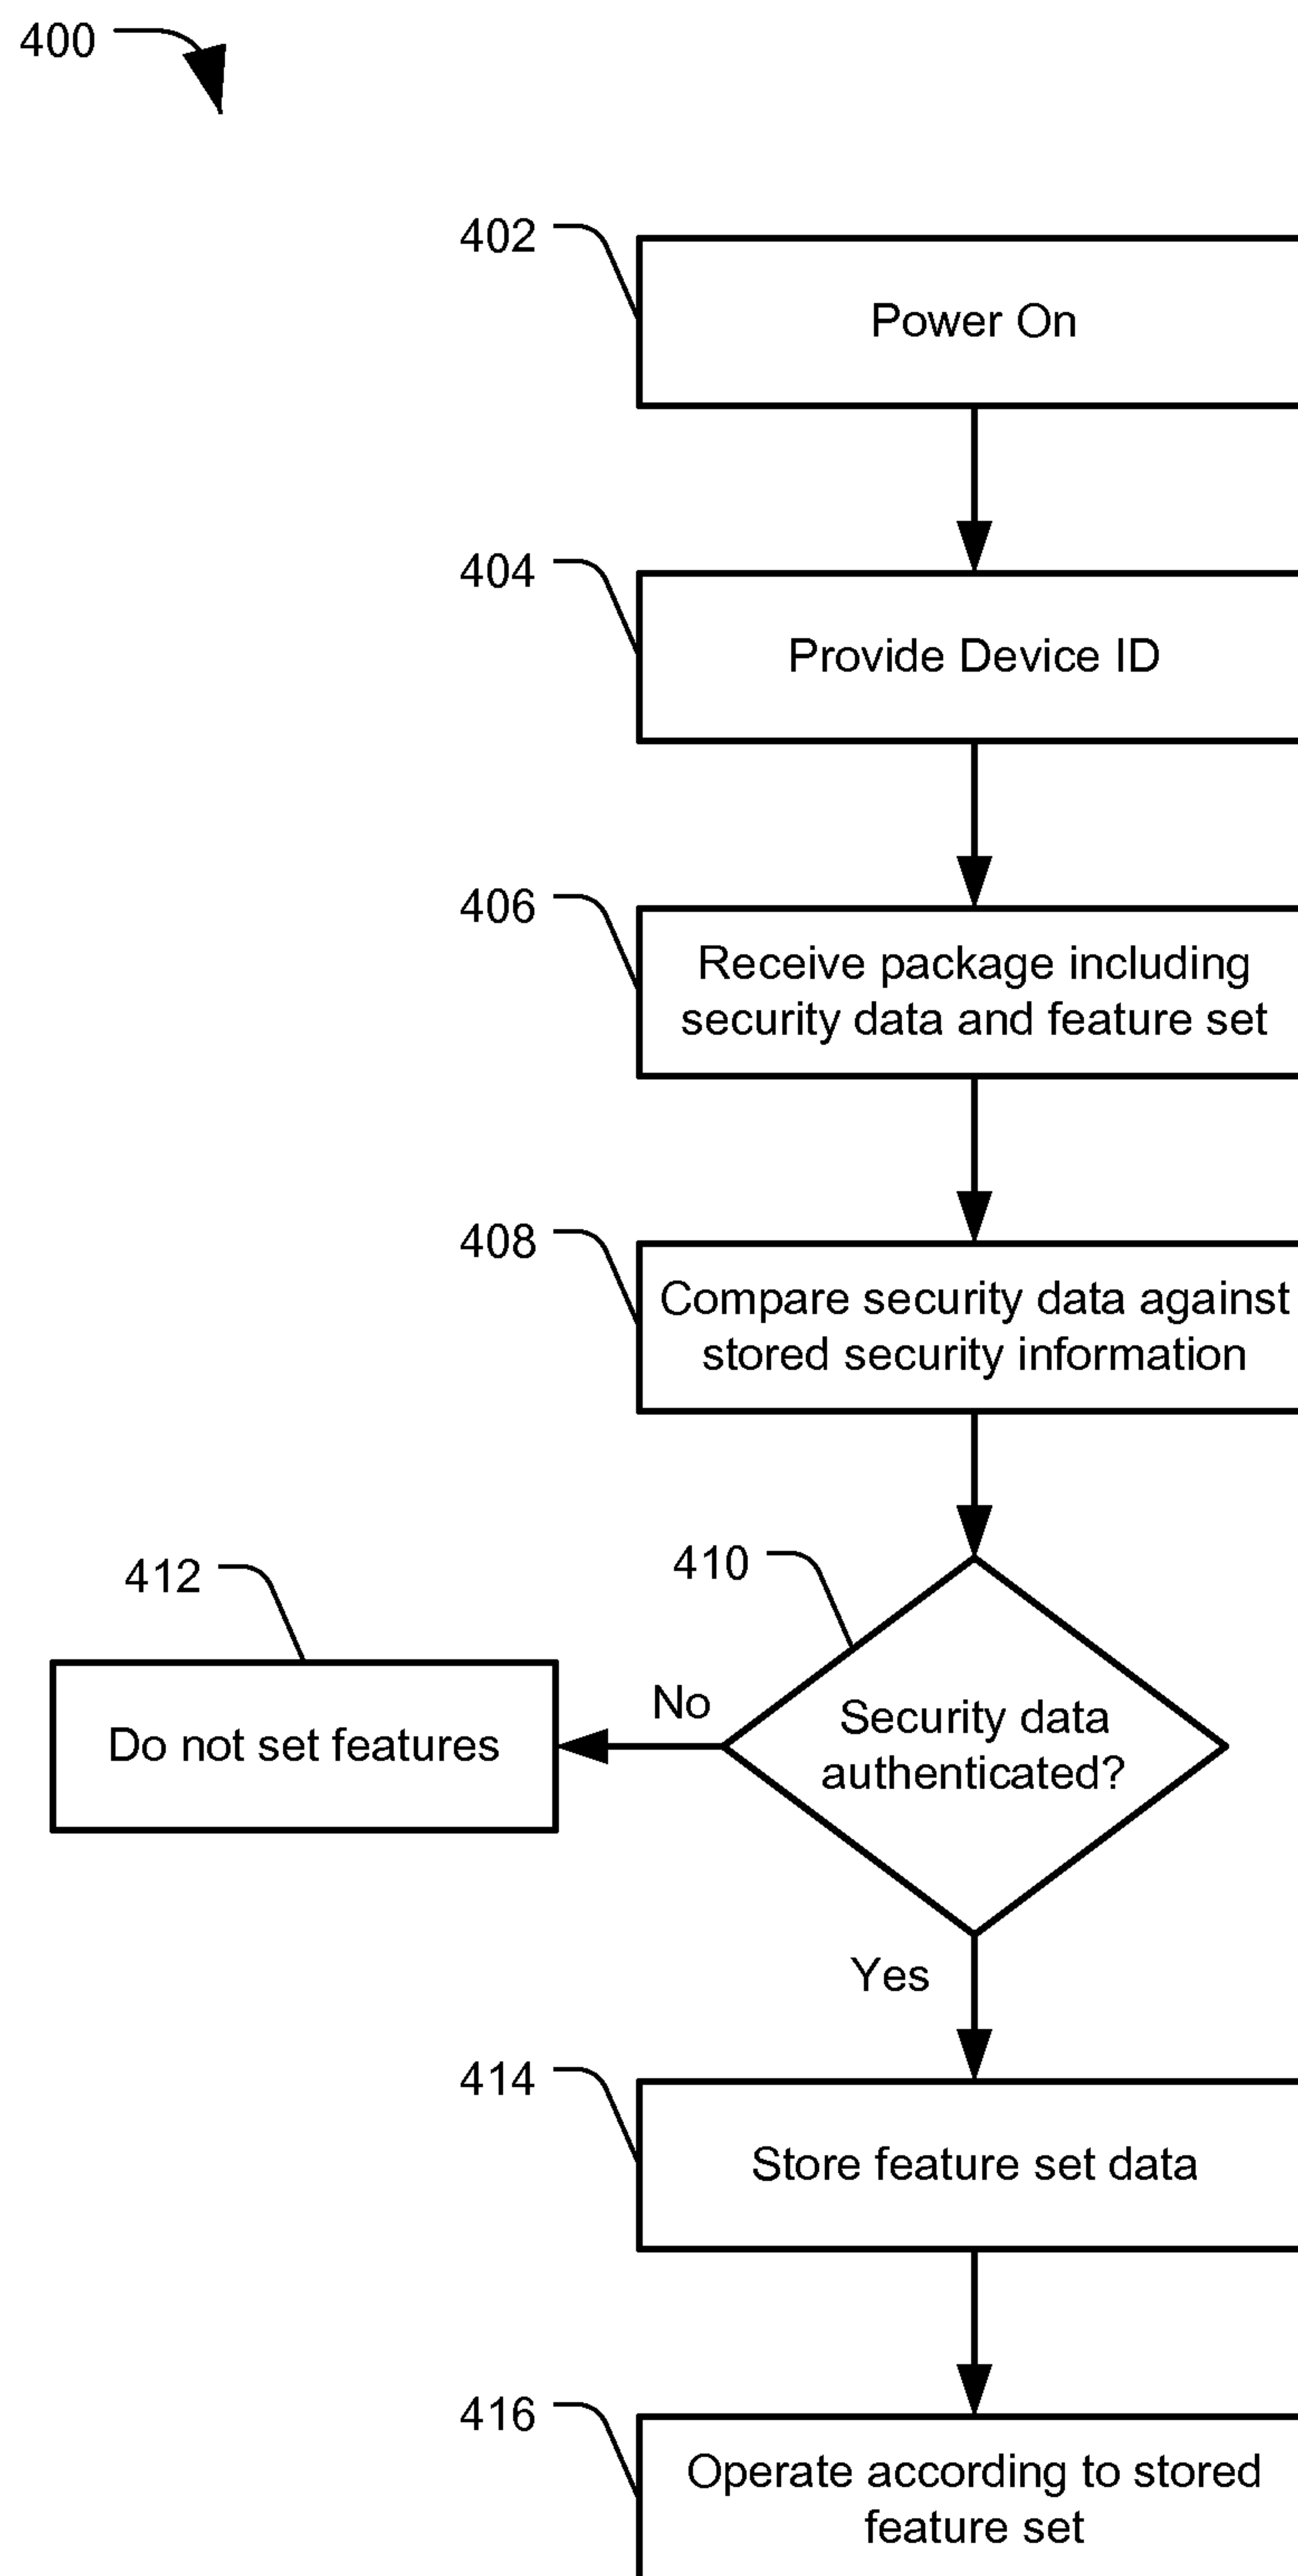 400
402
Power On
404
Provide Device ID
406
Receive package including
security data and feature set
408
Compare security data against
stored security information
410
Security data
authenticated?
412
No
Do not set features
Yes
414
Store feature set data
416
Operate according to stored
feature set